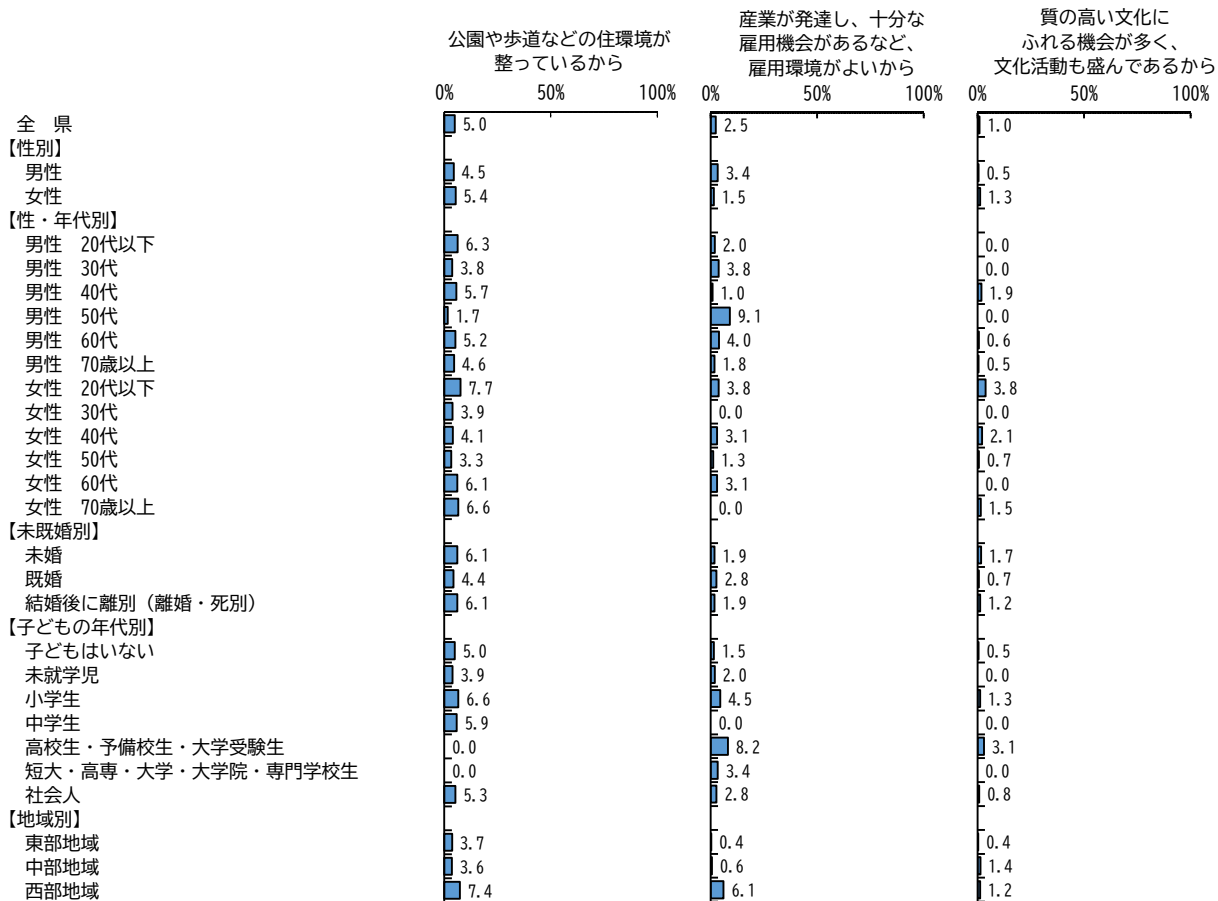 公園や歩道などの住環境が
整っているから
産業が発達し、十分な
雇用機会があるなど、
雇用環境がよいから
質の高い文化に
ふれる機会が多く、
文化活動も盛んであるから
0% 50% 100% 0% 50% 100% 0% 50% 100%
全 県 5.0 2.5 1.0
【性別】
男性 4.5 3.4 0.5
女性 5.4 1.5 1.3
【性・年代別】
男性 20代以下 6.3 2.0 0.0
男性 30代 3.8 3.8 0.0
男性 40代 5.7 1.0 1.9
男性 50代 1.7 9.1 0.0
男性 60代 5.2 4.0 0.6
男性 70歳以上 4.6 1.8 0.5
女性 20代以下 7.7 3.8 3.8
女性 30代 3.9 0.0 0.0
女性 40代 4.1 3.1 2.1
女性 50代 3.3 1.3 0.7
女性 60代 6.1 3.1 0.0
女性 70歳以上 6.6 0.0 1.5
【未既婚別】
未婚 6.1 1.9 1.7
既婚 4.4 2.8 0.7
結婚後に離別（離婚・死別） 6.1 1.9 1.2
【子どもの年代別】
子どもはいない 5.0 1.5 0.5
未就学児 3.9 2.0 0.0
小学生 6.6 4.5 1.3
中学生 5.9 0.0 0.0
高校生・予備校生・大学受験生 0.0 8.2 3.1
短大・高専・大学・大学院・専門学校生 0.0 3.4 0.0
社会人 5.3 2.8 0.8
【地域別】
東部地域 3.7 0.4 0.4
中部地域 3.6 0.6 1.4
西部地域 7.4 6.1 1.2